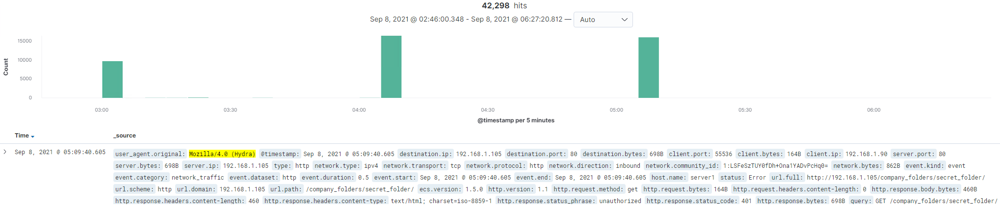 42,298 hits
Sep 8, 2021 @ 02:46:00.348 - Sep 8, 2021 @ 06:27:20.812 — Auto
15000
10000
5000
0
Count
03:00 03:30 04:00 04:30 05:00 05:30 06:00
@timestamp per 5 minutes
Time _source
Sep 8, 2021 @ 05:09:40.605 user_agent.original: Mozilla/4.0 (Hydra) @timestamp: Sep 8, 2021 @ 05:09:40.605 destination.ip: 192.168.1.105 destination.port: 80 destination.bytes: 698B client.port: 55536 client.bytes: 164B client.ip: 192.168.1.90 server.port: 80
server.bytes: 698B server.ip: 192.168.1.105 type: http network.type: ipv4 network.transport: tcp network.protocol: http network.direction: inbound network.community_id: 1:LSFeSzTUY0fDh+Ona1YADvPcHq0= network.bytes: 862B event.kind: event
event.category: network_traffic event.dataset: http event.duration: 0.5 event.start: Sep 8, 2021 @ 05:09:40.605 event.end: Sep 8, 2021 @ 05:09:40.605 host.name: server1 status: Error url.full: http://192.168.1.105/company_folders/secret_folder/
url.scheme: http url.domain: 192.168.1.105 url.path: /company_folders/secret_folder/ ecs.version: 1.5.0 http.version: 1.1 http.request.method: get http.request.bytes: 164B http.request.headers.content-length: 0 http.response.body.bytes: 460B
http.response.headers.content-length: 460 http.response.headers.content-type: text/html; charset=iso-8859-1 http.response.status_phrase: unauthorized http.response.status_code: 401 http.response.bytes: 698B query: GET /company_folders/secret_folder/